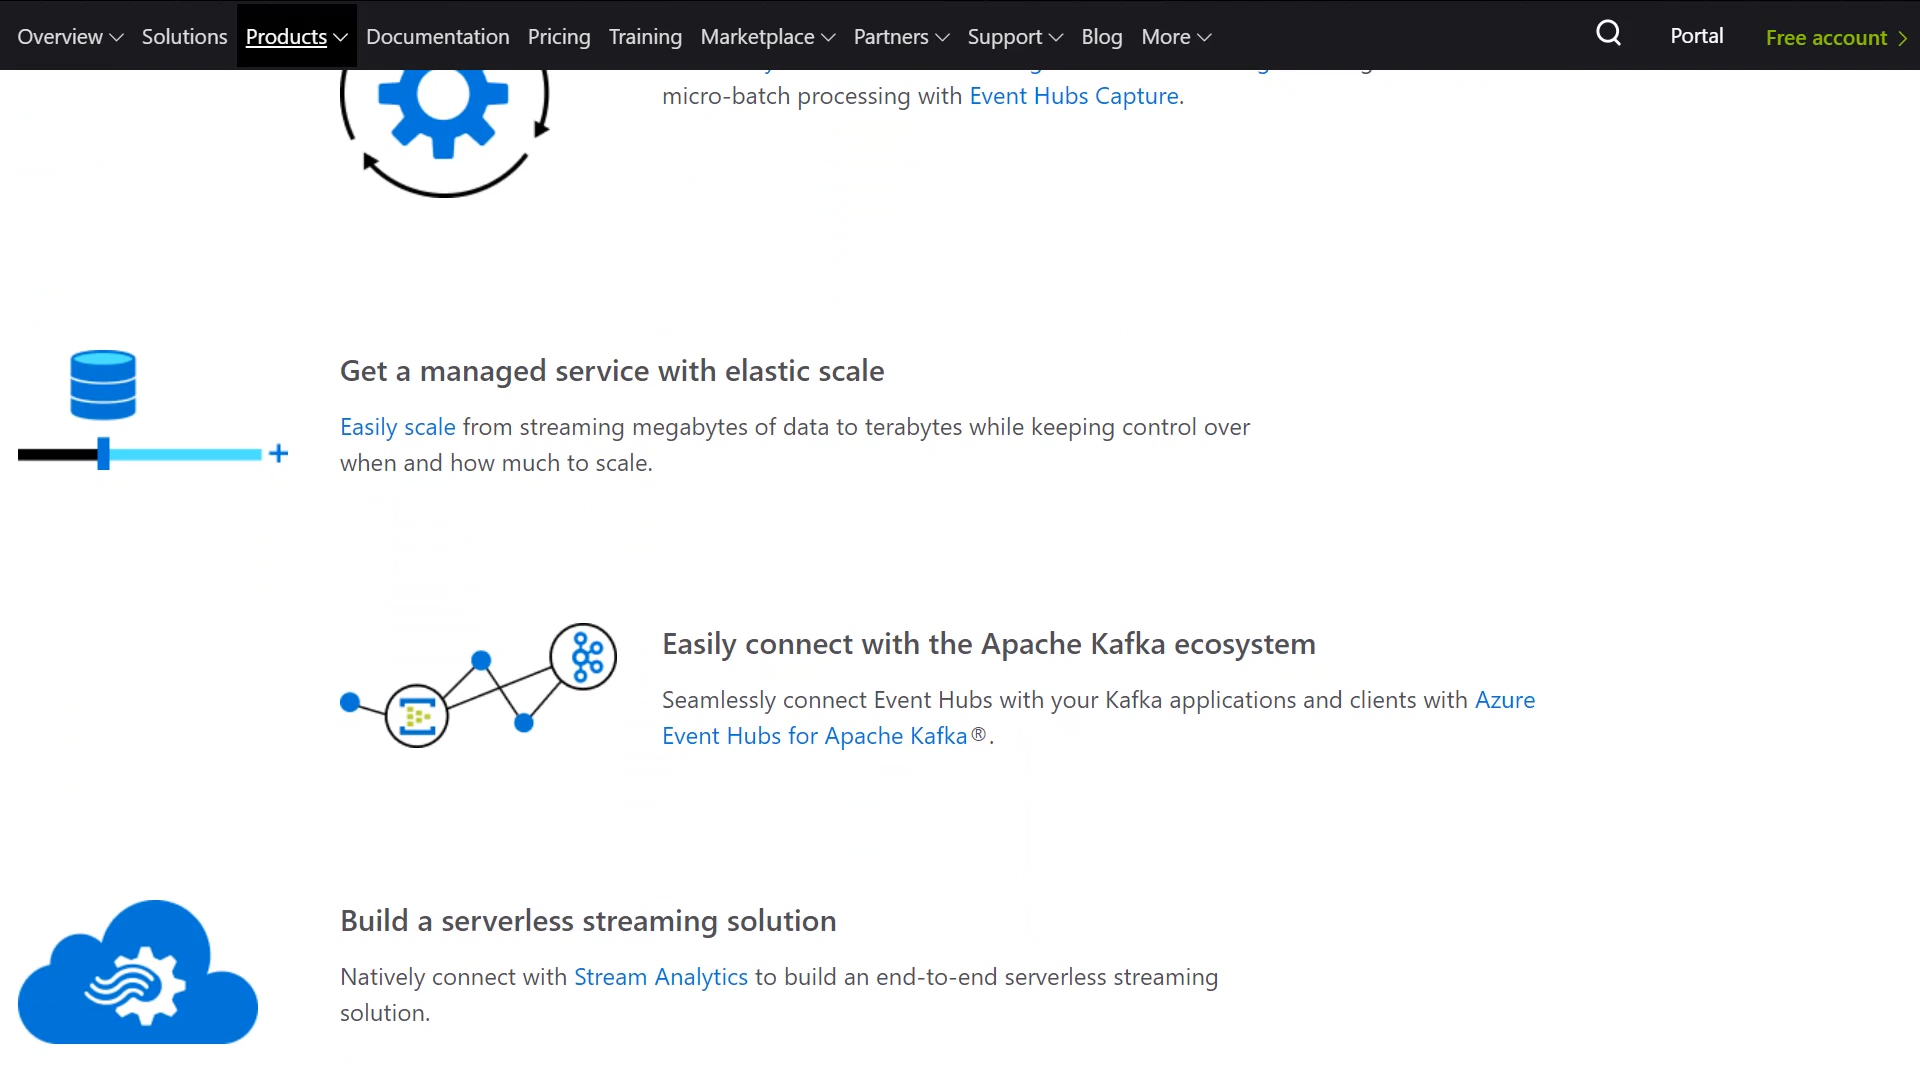 Overview Solutions Products Documentation Pricing Training Marketplace Partners Support Blog More Portal Free account
micro-batch processing with Event Hubs Capture.
Get a managed service with elastic scale
Easily scale from streaming megabytes of data to terabytes while keeping control over
when and how much to scale.
Easily connect with the Apache Kafka ecosystem
Seamlessly connect Event Hubs with your Kafka applications and clients with Azure
Event Hubs for Apache Kafka®.
Build a serverless streaming solution
Natively connect with Stream Analytics to build an end-to-end serverless streaming
solution.